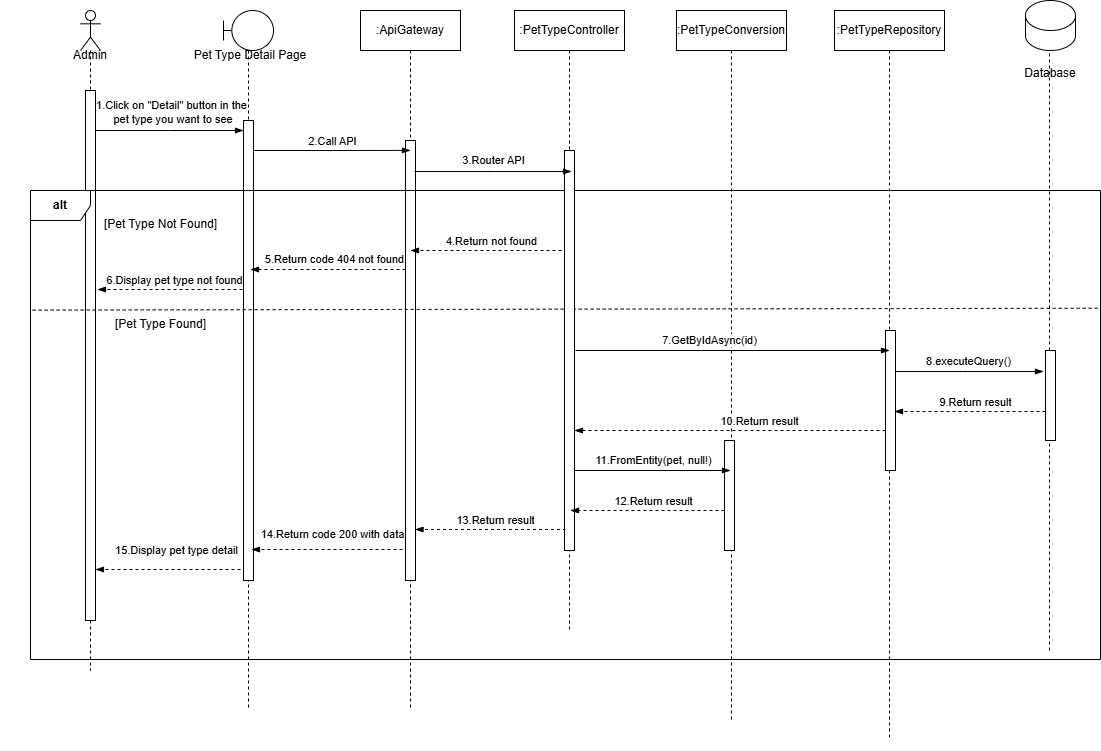 :ApiGateway
:PetTypeController
:PetTypeConversion
:PetTypeRepository
Admin
Pet Type Detail Page
Database
1.Click on "Detail" button in the
pet type you want to see
2.Call API
3.Router API
alt
[Pet Type Not Found]
4.Return not found
5.Return code 404 not found
6.Display pet type not found
[Pet Type Found]
7.GetByIdAsync(id)
8.executeQuery()
9.Return result
10.Return result
11.FromEntity(pet, null!)
12.Return result
13.Return result
14.Return code 200 with data
15.Display pet type detail